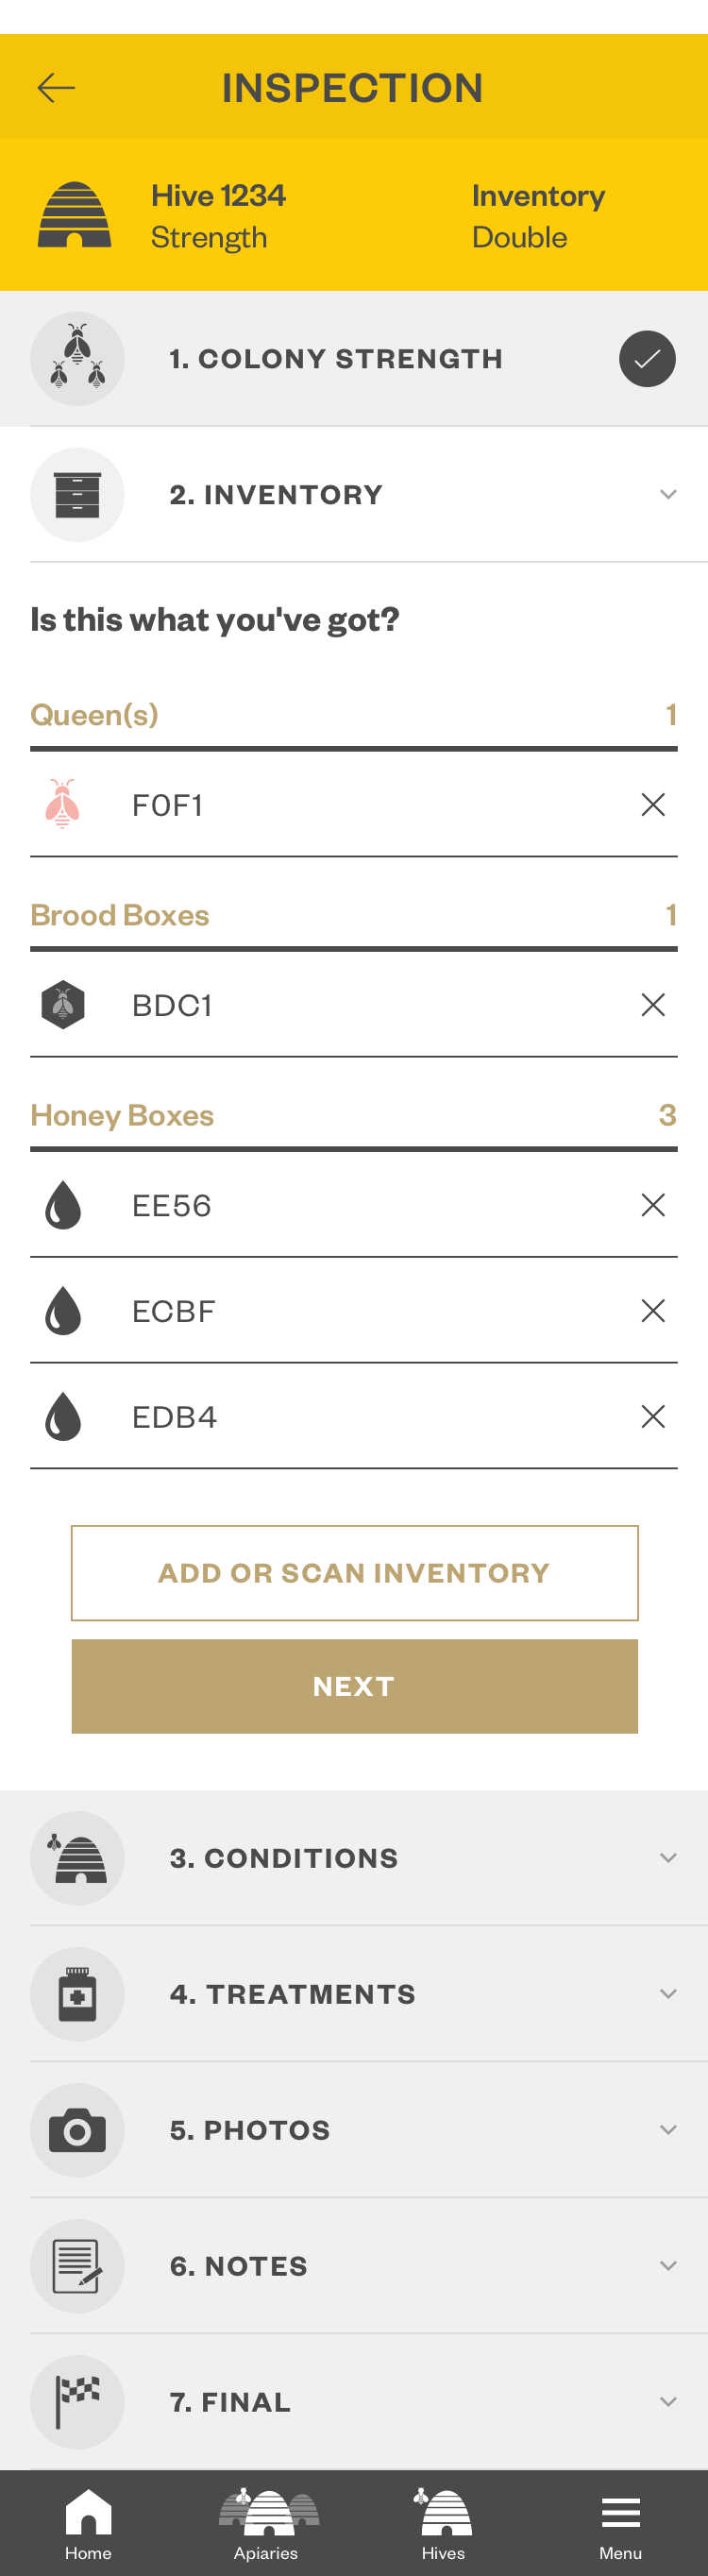 INSPECTION
Hive 1234
Strength
Inventory
Double
1. COLONY STRENGTH
2. INVENTORY
Is this what you've got?
Queen(s) 1
F0F1
Brood Boxes 1
BDC1
Honey Boxes 3
EE56
ECBF
EDB4
ADD OR SCAN INVENTORY
NEXT
3. CONDITIONS
4. TREATMENTS
5. PHOTOS
6. NOTES
7. FINAL
Home Apiaries Hives Menu